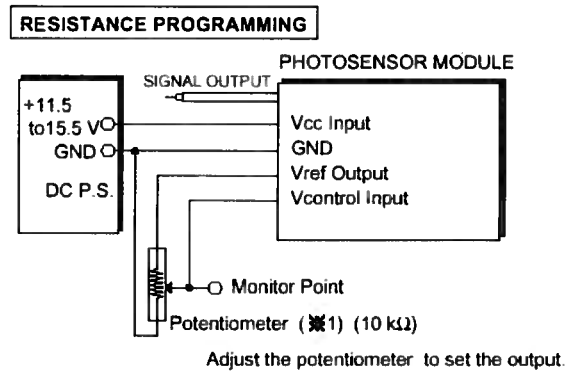 RESISTANCE PROGRAMMING
PHOTOSENSOR MODULE
SIGNAL OUTPUT
+11.5
to15.5 V
GND
DC P.S.
Vcc Input
GND
Vref Output
Vcontrol Input
Monitor Point
Potentiometer (※1) (10 kΩ)
Adjust the potentiometer to set the output.